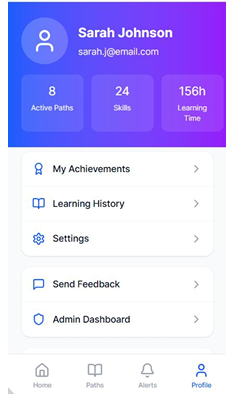 Sarah Johnson
sarah.j@email.com
8
Active Paths
24
Skills
156h
Learning
Time
My Achievements
Learning History
Settings
Send Feedback
Admin Dashboard
Home
Paths
Alerts
Profile